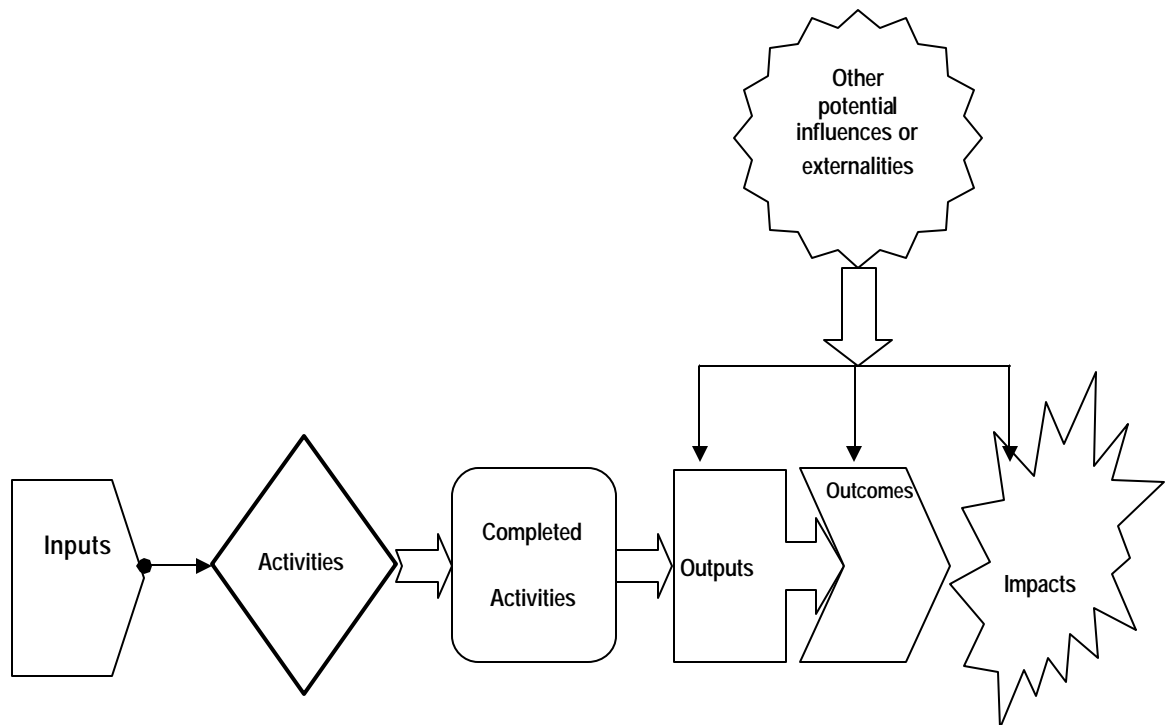 Other
potential
influences or
externalities
Inputs
Activities
Completed
Activities
Outputs
Outcomes
Impacts